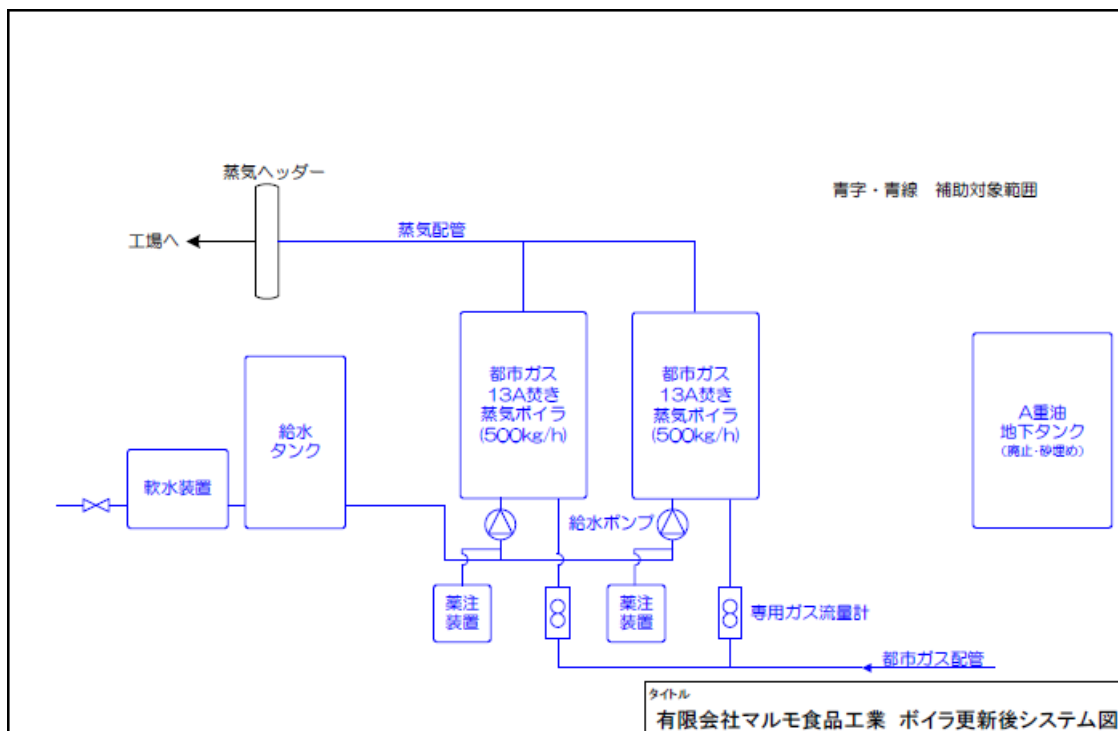 蒸気ヘッダー
青字・青線 補助対象範囲
工場へ
蒸気配管
都市ガス
13A焚き
蒸気ボイラ
(500kg/h)
都市ガス
13A焚き
蒸気ボイラ
(500kg/h)
A重油
地下タンク
(廃止・砂埋め)
給水
タンク
軟水装置
給水ポンプ
薬注
装置
薬注
装置
専用ガス流量計
都市ガス配管
タイトル
有限会社マルモ食品工業 ボイラ更新後システム図